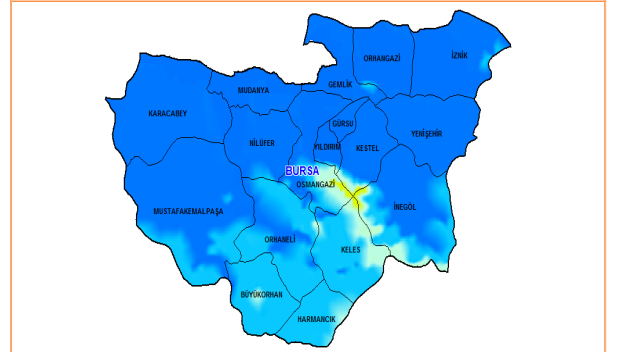 ORHANGAZİ
İZNİK
GEMLİK
MUDANYA
KARACABEY
GÜRSU
YENİŞEHİR
NİLÜFER
YILDIRIM
KESTEL
BURSA
OSMANGAZİ
İNEGÖL
MUSTAFAKEMALPAŞA
ORHANELİ
KELES
BÜYÜKORHAN
HARMANCIK